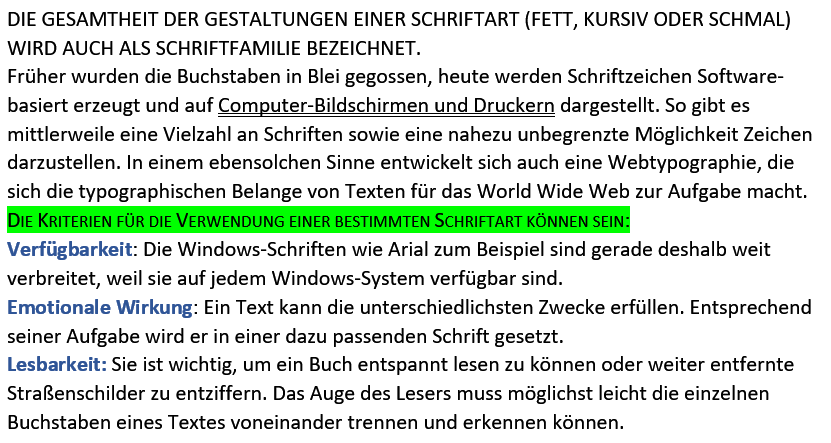 DIE GESAMTHEIT DER GESTALTUNGEN EINER SCHRIFTART (FETT, KURSIV ODER SCHMAL)
WIRD AUCH ALS SCHRIFTFAMILIE BEZEICHNET.
Früher wurden die Buchstaben in Blei gegossen, heute werden Schriftzeichen Software-
basiert erzeugt und auf Computer-Bildschirmen und Druckern dargestellt. So gibt es
mittlerweile eine Vielzahl an Schriften sowie eine nahezu unbegrenzte Möglichkeit Zeichen
darzustellen. In einem ebensolchen Sinne entwickelt sich auch eine Webtypographie, die
sich die typographischen Belange von Texten für das World Wide Web zur Aufgabe macht.
DIE KRITERIEN FÜR DIE VERWENDUNG EINER BESTIMMTEN SCHRIFTART KÖNNEN SEIN:
Verfügbarkeit: Die Windows-Schriften wie Arial zum Beispiel sind gerade deshalb weit
verbreitet, weil sie auf jedem Windows-System verfügbar sind.
Emotionale Wirkung: Ein Text kann die unterschiedlichsten Zwecke erfüllen. Entsprechend
seiner Aufgabe wird er in einer dazu passenden Schrift gesetzt.
Lesbarkeit: Sie ist wichtig, um ein Buch entspannt lesen zu können oder weiter entfernte
Straßenschilder zu entziffern. Das Auge des Lesers muss möglichst leicht die einzelnen
Buchstaben eines Textes voneinander trennen und erkennen können.